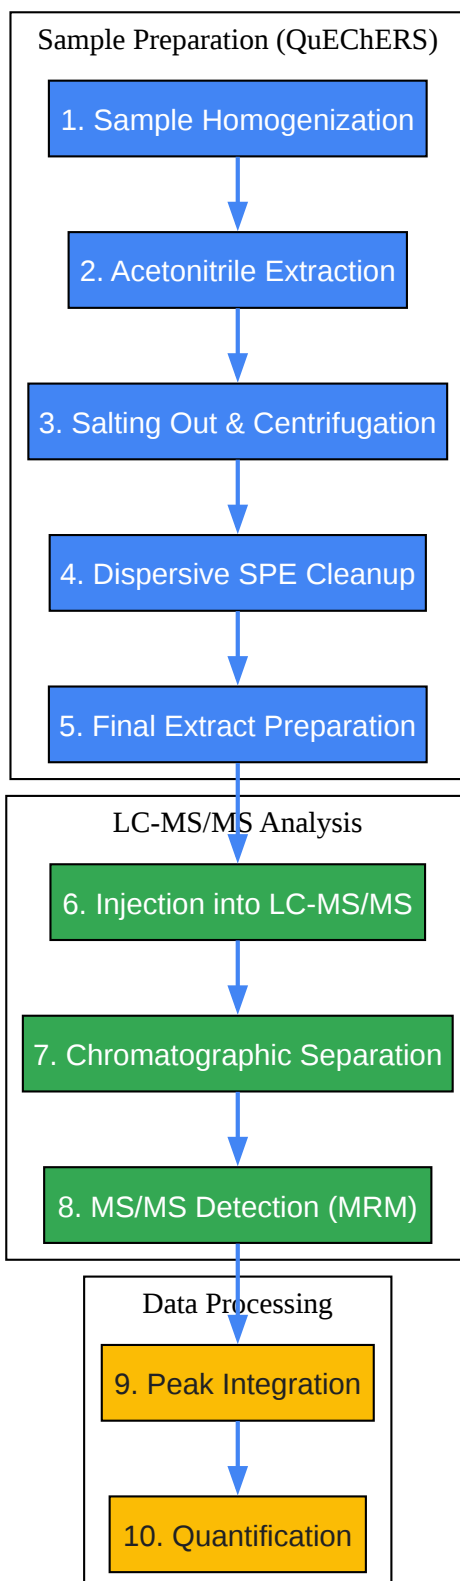 Sample Preparation (QuEChERS)
1. Sample Homogenization
2. Acetonitrile Extraction
3. Salting Out & Centrifugation
4. Dispersive SPE Cleanup
5. Final Extract Preparation
LC-MS/MS Analysis
6. Injection into LC-MS/MS
7. Chromatographic Separation
8. MS/MS Detection (MRM)
Data Processing
9. Peak Integration
10. Quantification